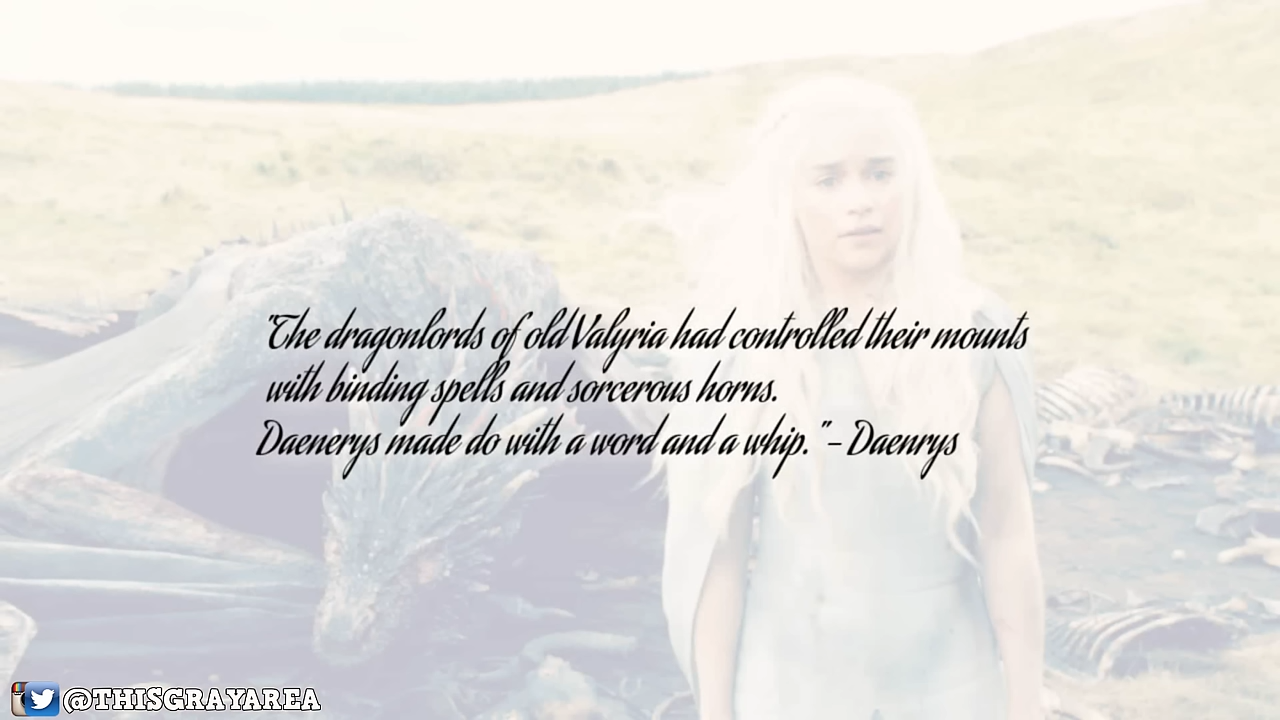 "The dragonlords of old Valyria had controlled their mounts
with binding spells and sorcerous horns.
Daenerys made do with a word and a whip. "- Daenrys
@THISGRAYAREA